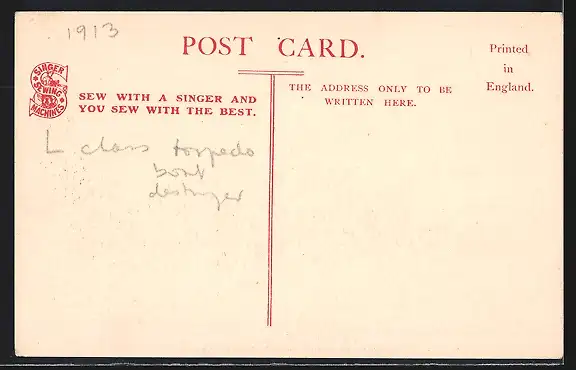 1913
POST CARD.
Printed
in
England.
SINGER
SEWING
MACHINES
SEW WITH A SINGER AND
YOU SEW WITH THE BEST.
THE ADDRESS ONLY TO BE
WRITTEN HERE.
L class torpedo
boat
destroyer